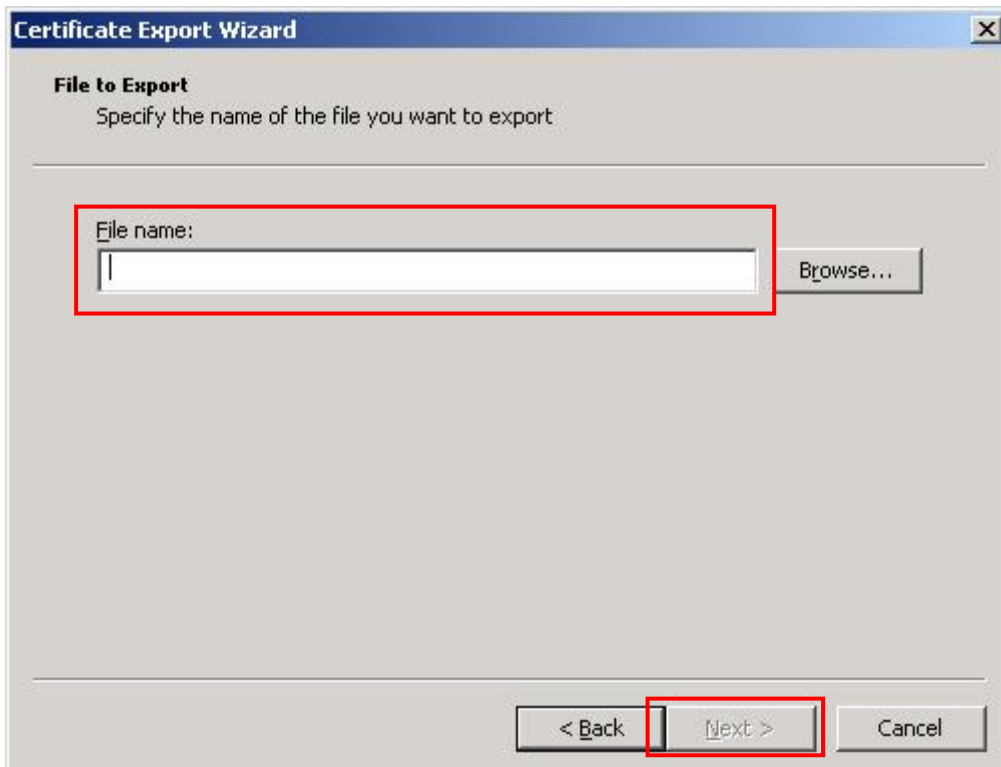 Certificate Export Wizard
File to Export
Specify the name of the file you want to export
File name:
Browse...
< Back
Next >
Cancel